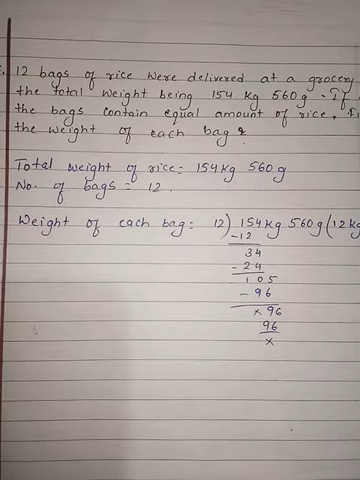 12 bags of rice were delivered at a grocery
the total weight being 154 Kg 560 g. If
the bags contain equal amount of rice,
the weight of each bag ?
Total weight of rice = 154 Kg 560 g
No. of bags = 12.
Weight of each bag = 12) 154 Kg 560 g (12 Kg
-12
34
- 24
105
- 96
x 96
96
x